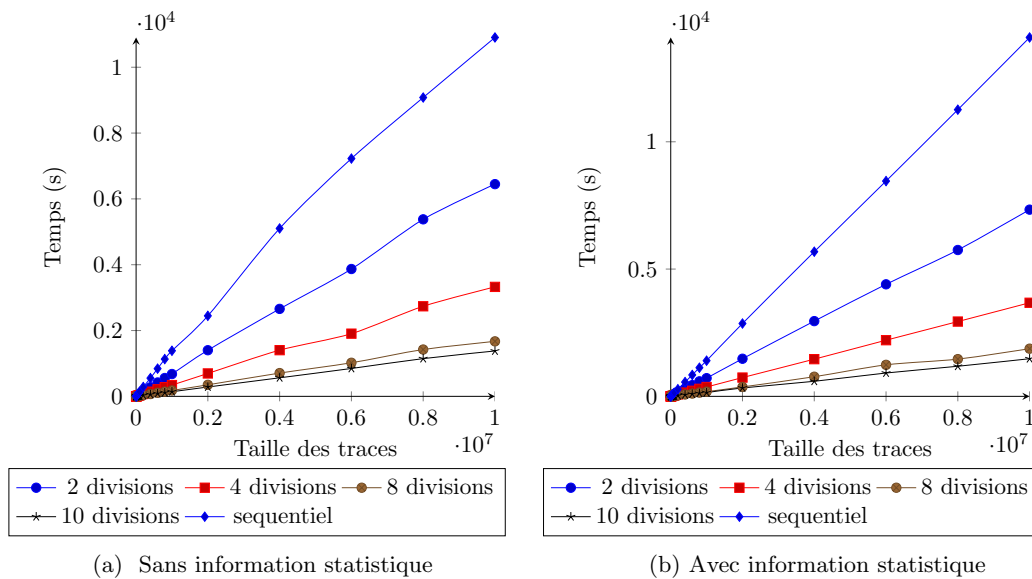 ·10^4
1
0.8
0.6
0.4
0.2
0
Temps (s)
0 0.2 0.4 0.6 0.8 1
·10^7
Taille des traces
2 divisions 4 divisions 8 divisions
10 divisions sequentiel
(a) Sans information statistique
·10^4
1
0.5
0
Temps (s)
0 0.2 0.4 0.6 0.8 1
·10^7
Taille des traces
2 divisions 4 divisions 8 divisions
10 divisions sequentiel
(b) Avec information statistique